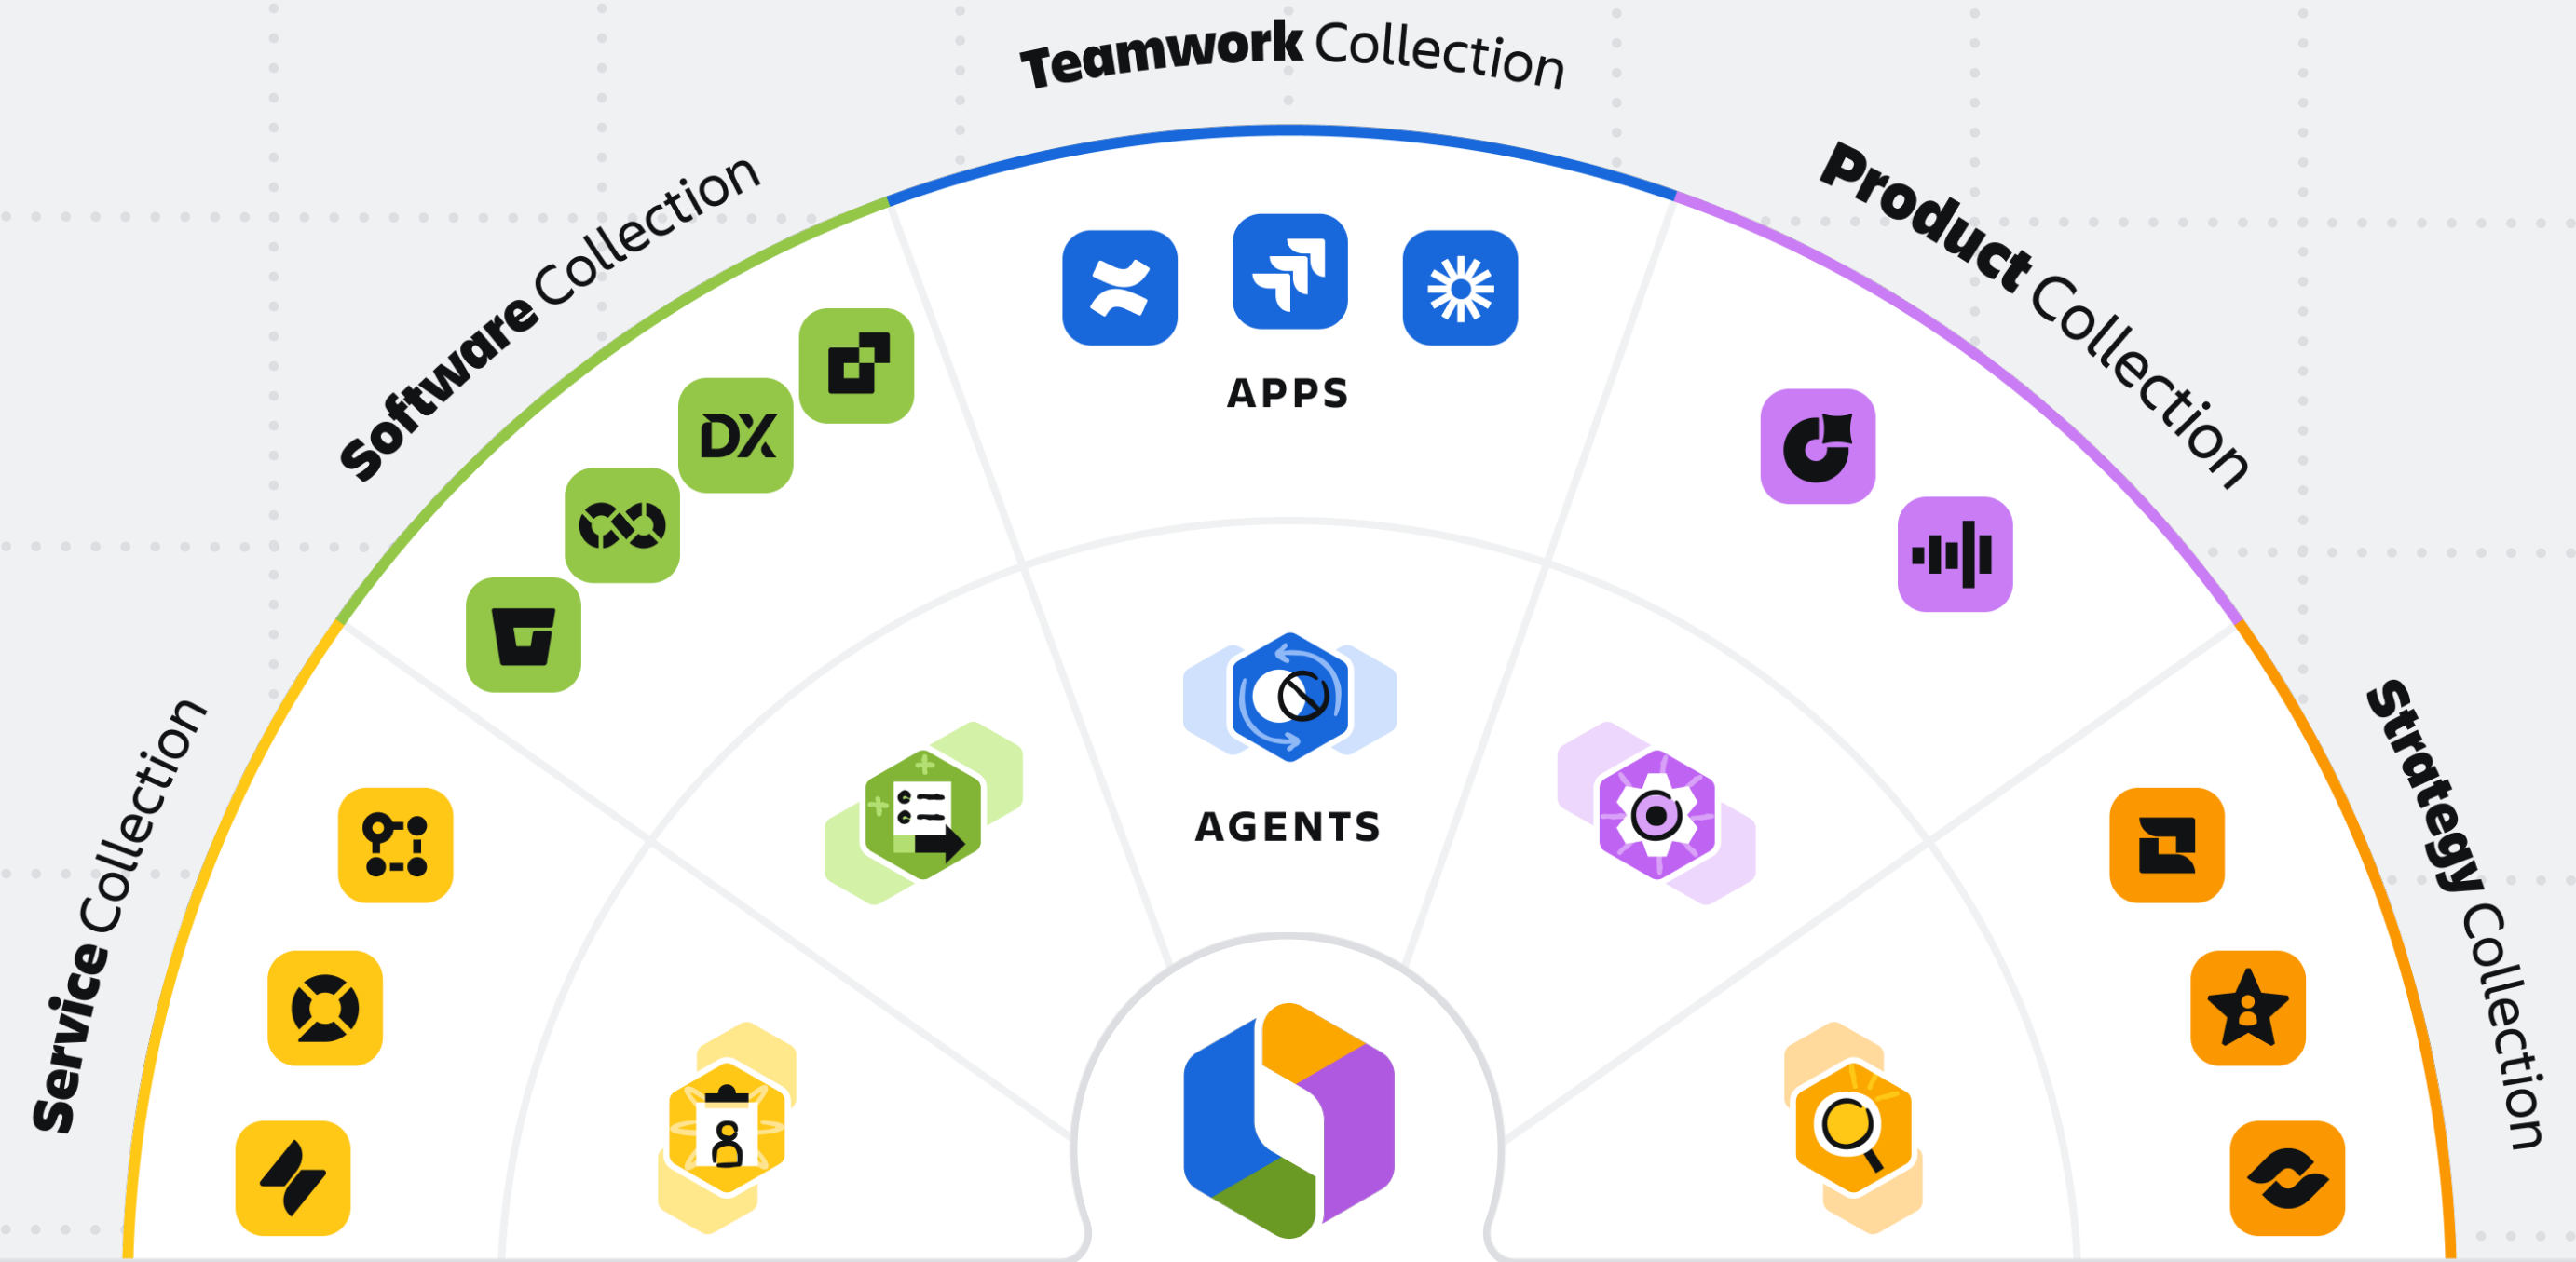 Teamwork Collection
Software Collection
Product Collection
Service Collection
Strategy Collection
APPS
DX
AGENTS